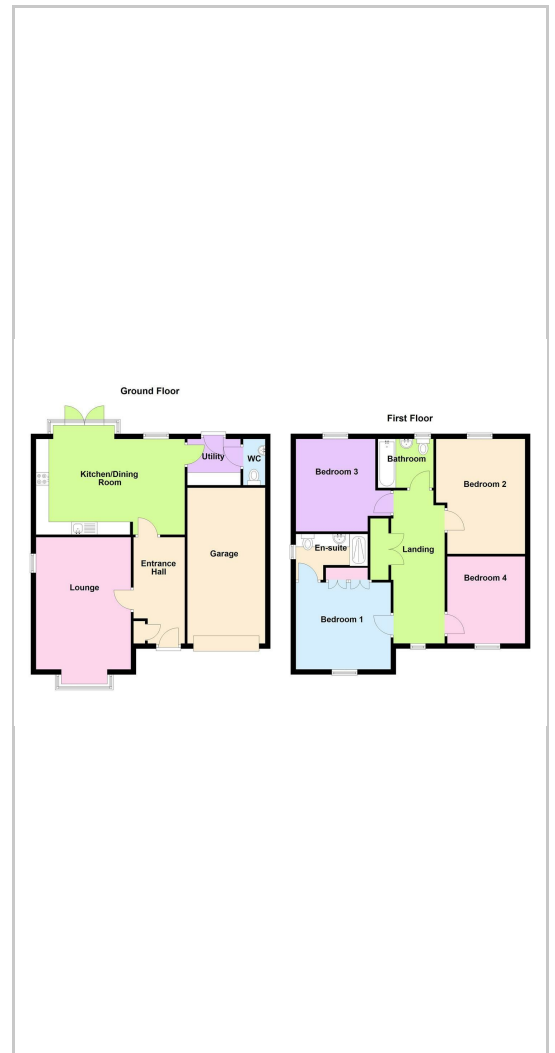 Ground Floor
Kitchen/Dining
Room
Utility
WC
Lounge
Entrance
Hall
Garage
First Floor
Bedroom 3
Bathroom
Bedroom 2
En-suite
Landing
Bedroom 1
Bedroom 4